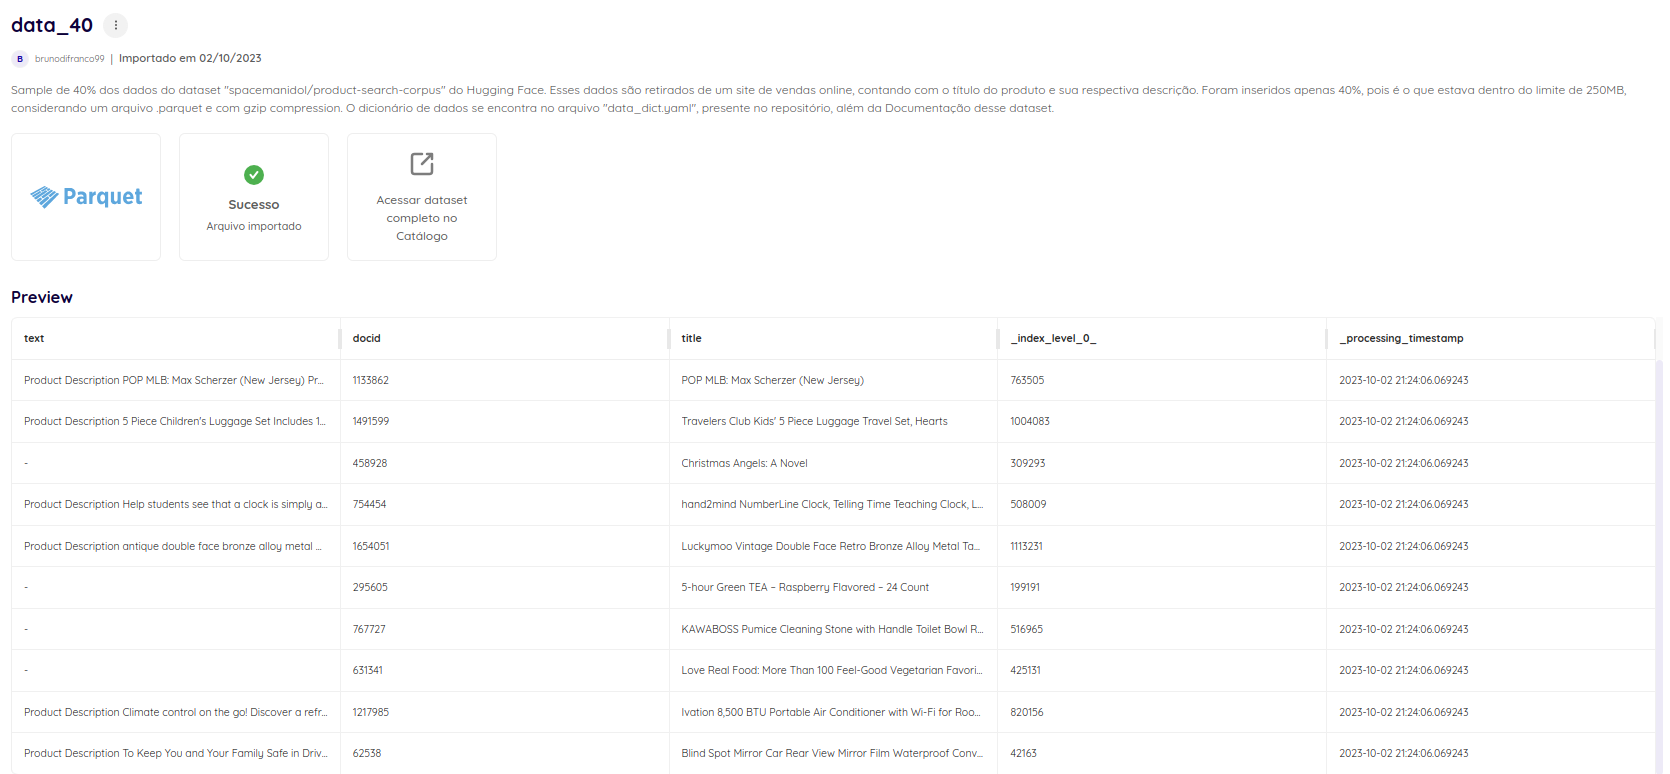 data_40
B brunodifranco99 | Importado em 02/10/2023
Sample de 40% dos dados do dataset "spacemanidol/product-search-corpus" do Hugging Face. Esses dados são retirados de um site de vendas online, contando com o título do produto e sua respectiva descrição. Foram inseridos apenas 40%, pois é o que estava dentro do limite de 250MB,
considerando um arquivo .parquet e com gzip compression. O dicionário de dados se encontra no arquivo "data_dict.yaml", presente no repositório, além da Documentação desse dataset.
Parquet
Sucesso
Arquivo importado
Acessar dataset
completo no
Catálogo
Preview
text docid title _index_level_0_ _processing_timestamp
Product Description POP MLB: Max Scherzer (New Jersey) Pr... 1133862 POP MLB: Max Scherzer (New Jersey) 763505 2023-10-02 21:24:06.069243
Product Description 5 Piece Children's Luggage Set Includes 1... 1491599 Travelers Club Kids' 5 Piece Luggage Travel Set, Hearts 1004083 2023-10-02 21:24:06.069243
- 458928 Christmas Angels: A Novel 309293 2023-10-02 21:24:06.069243
Product Description Help students see that a clock is simply a... 754454 hand2mind NumberLine Clock, Telling Time Teaching Clock, L... 508009 2023-10-02 21:24:06.069243
Product Description antique double face bronze alloy metal ... 1654051 Luckymoo Vintage Double Face Retro Bronze Alloy Metal Ta... 1113231 2023-10-02 21:24:06.069243
- 295605 5-hour Green TEA – Raspberry Flavored – 24 Count 199191 2023-10-02 21:24:06.069243
- 767727 KAWABOSS Pumice Cleaning Stone with Handle Toilet Bowl R... 516965 2023-10-02 21:24:06.069243
- 631341 Love Real Food: More Than 100 Feel-Good Vegetarian Favori... 425131 2023-10-02 21:24:06.069243
Product Description Climate control on the go! Discover a refr... 1217985 Ivation 8,500 BTU Portable Air Conditioner with Wi-Fi for Roo... 820156 2023-10-02 21:24:06.069243
Product Description To Keep You and Your Family Safe in Driv... 62538 Blind Spot Mirror Car Rear View Mirror Film Waterproof Conv... 42163 2023-10-02 21:24:06.069243